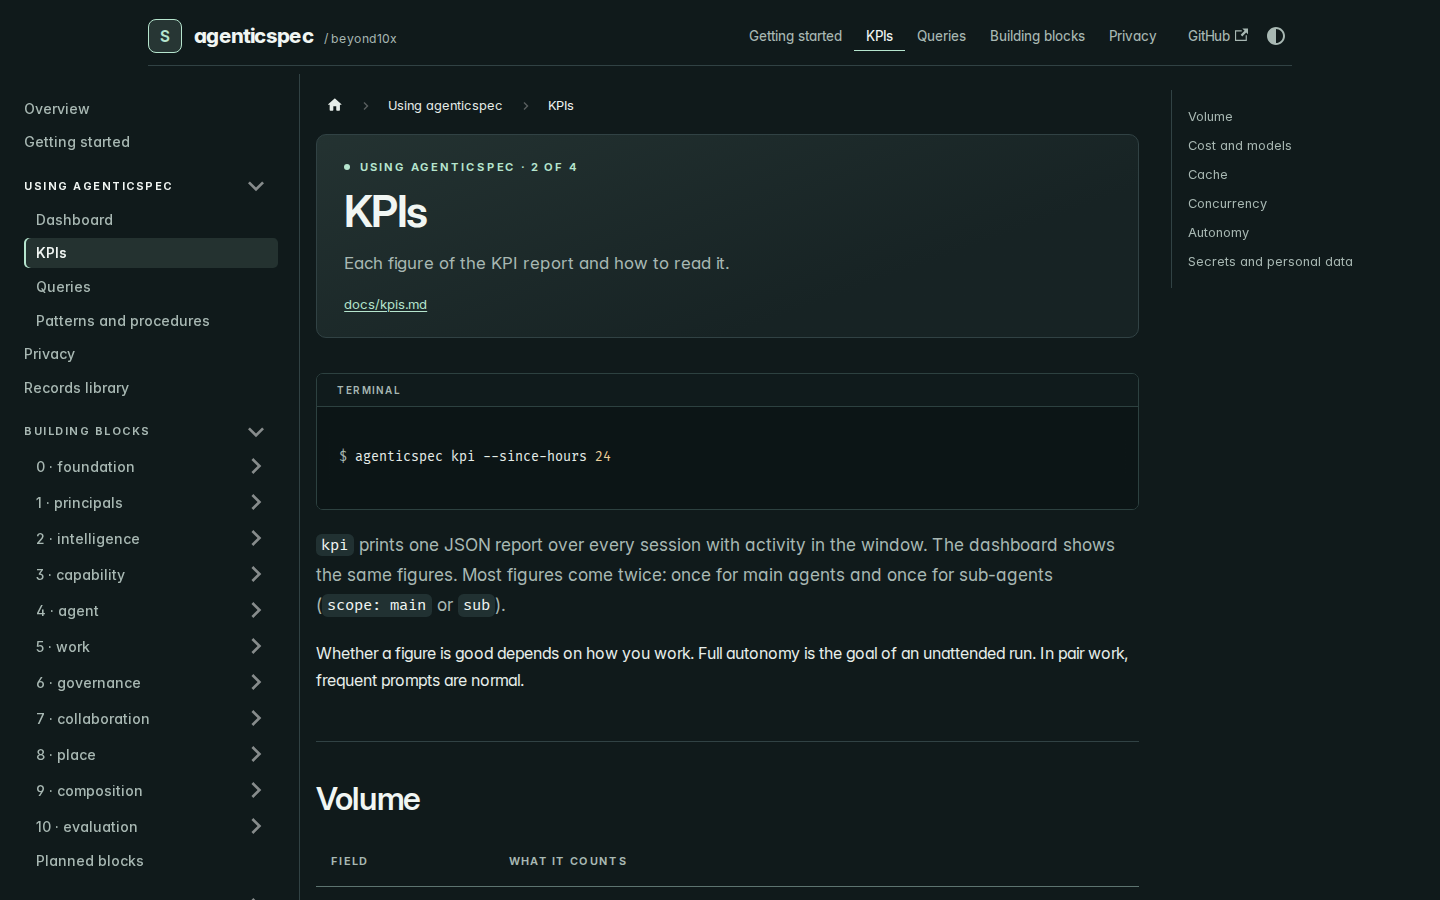 S
agenticspec / beyond10x
Getting started
KPIs
Queries
Building blocks
Privacy
GitHub
Overview
Getting started
USING AGENTICSPEC
Dashboard
KPIs
Queries
Patterns and procedures
Privacy
Records library
BUILDING BLOCKS
0 · foundation
1 · principals
2 · intelligence
3 · capability
4 · agent
5 · work
6 · governance
7 · collaboration
8 · place
9 · composition
10 · evaluation
Planned blocks
Using agenticspec
KPIs
USING AGENTICSPEC · 2 OF 4
KPIs
Each figure of the KPI report and how to read it.
docs/kpis.md
TERMINAL
$ agenticspec kpi --since-hours 24
kpi prints one JSON report over every session with activity in the window. The dashboard shows
the same figures. Most figures come twice: once for main agents and once for sub-agents
(scope: main or sub).
Whether a figure is good depends on how you work. Full autonomy is the goal of an unattended run. In pair work,
frequent prompts are normal.
Volume
FIELD
WHAT IT COUNTS
Volume
Cost and models
Cache
Concurrency
Autonomy
Secrets and personal data